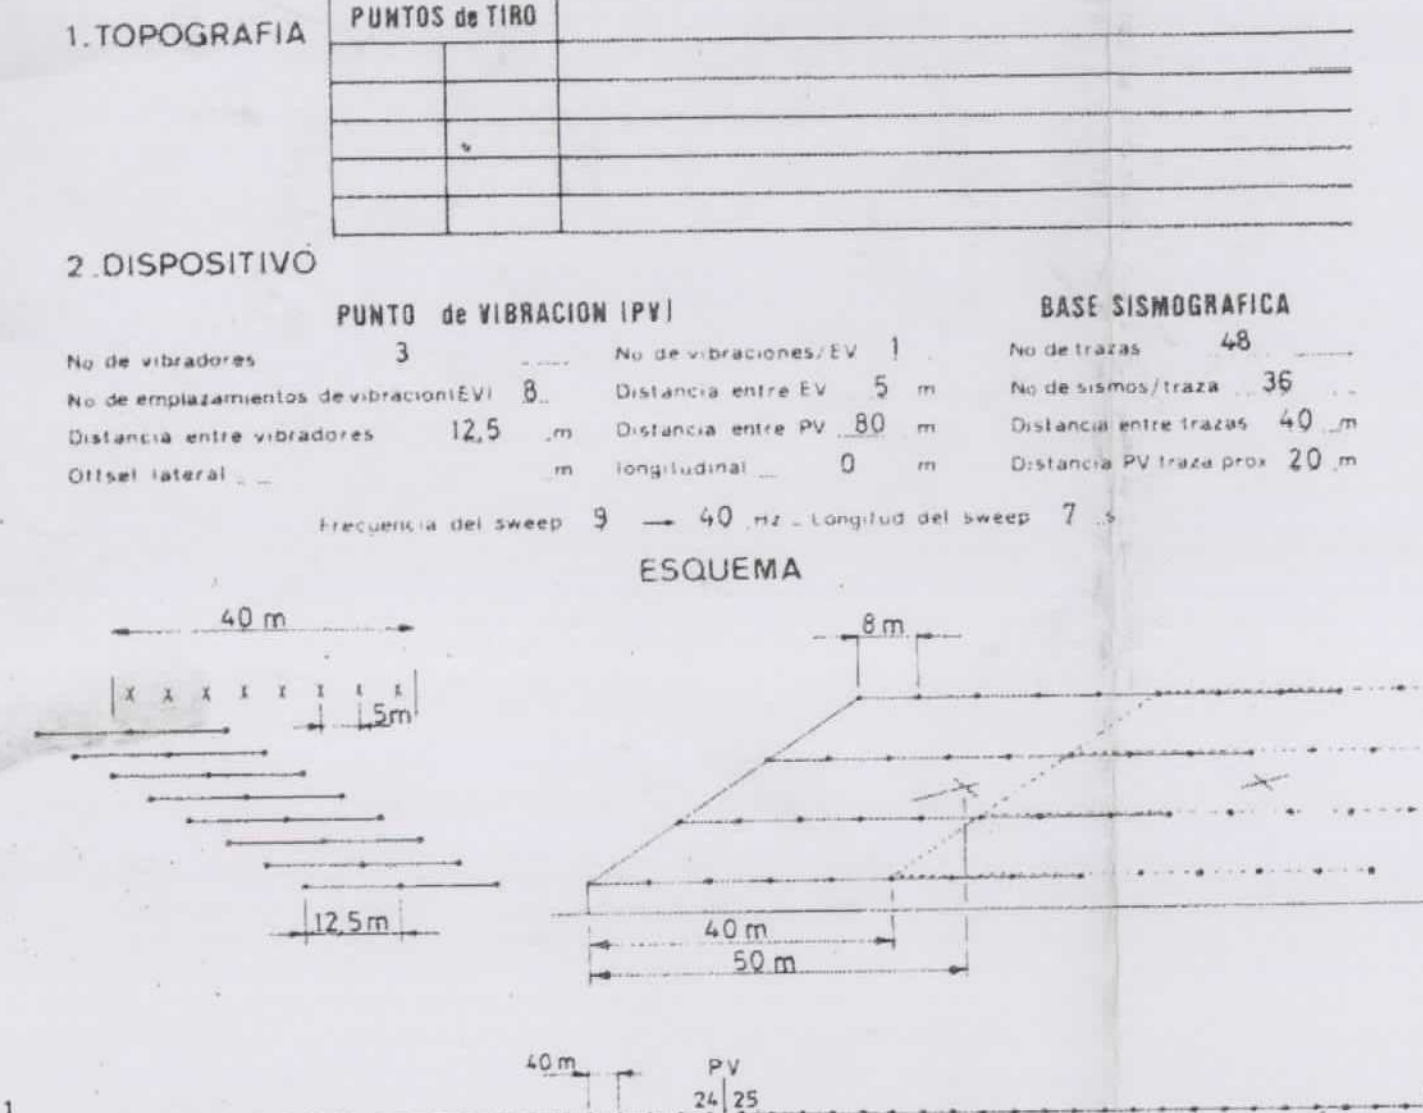 1. TOPOGRAFIA
PUNTOS de TIRO
2. DISPOSITIVO
PUNTO de VIBRACION (PV)
BASE SISMOGRAFICA
No de vibradores 3
No de vibraciones/EV 1
No de trazas 48
No de emplazamientos de vibracion(EV) 8
Distancia entre EV 5 m
No de sismos/traza 36
Distancia entre vibradores 12,5 m
Distancia entre PV 80 m
Distancia entre trazas 40 m
Offset lateral m
longitudinal 0 m
Distancia PV traza prox 20 m
Frecuencia del sweep 9 → 40 Hz - Longitud del sweep 7 s
ESQUEMA
40 m
8 m
x x x x x x x x
5m
12,5 m
40 m
50 m
40 m
PV
24 | 25
1